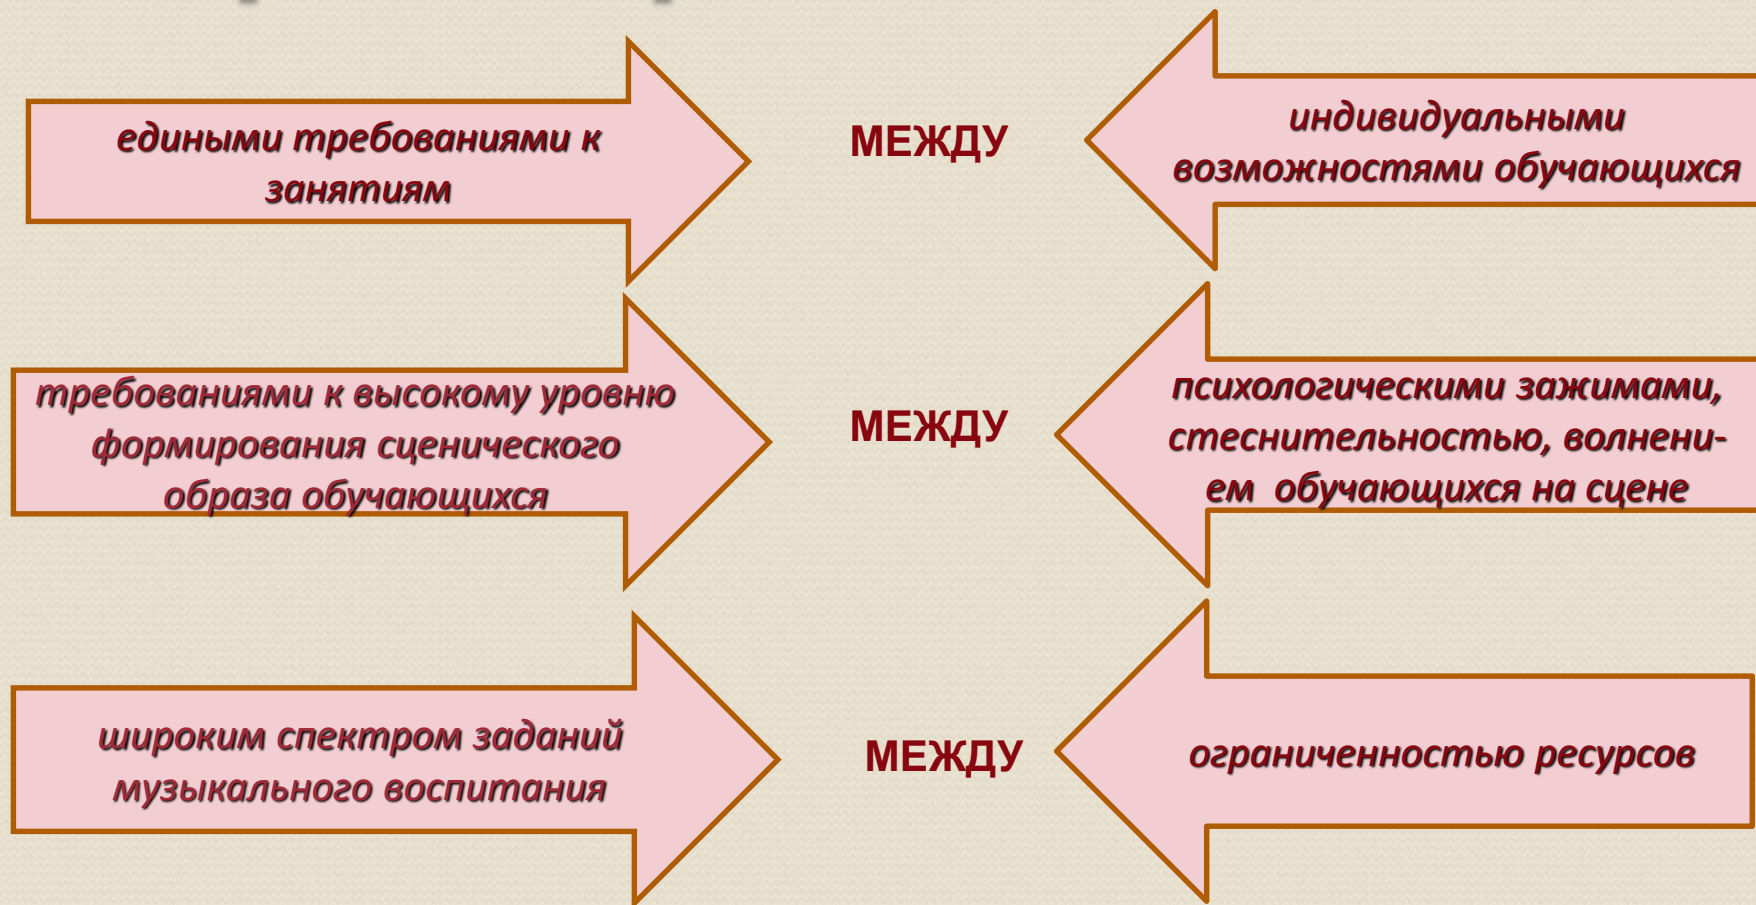 едиными требованиями к
занятиям
МЕЖДУ
индивидуальными
возможностями обучающихся
требованиями к высокому уровню
формирования сценического
образа обучающихся
МЕЖДУ
психологическими зажимами,
стеснительностью, волнени-
ем обучающихся на сцене
широким спектром заданий
музыкального воспитания
МЕЖДУ
ограниченностью ресурсов